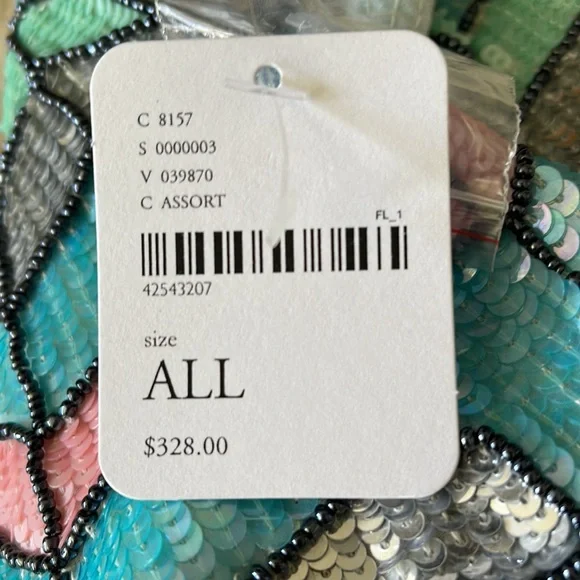 C 8157
S 0000003
V 039870
C ASSORT
FL_1
42543207
size
ALL
$328.00